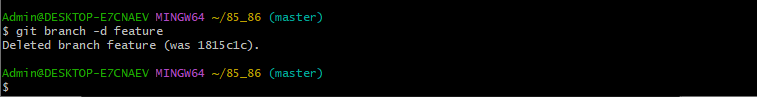 Admin@DESKTOP-E7CNAEV MINGW64 ~/85_86 (master)
$ git branch -d feature
Deleted branch feature (was 1815c1c).
Admin@DESKTOP-E7CNAEV MINGW64 ~/85_86 (master)
$